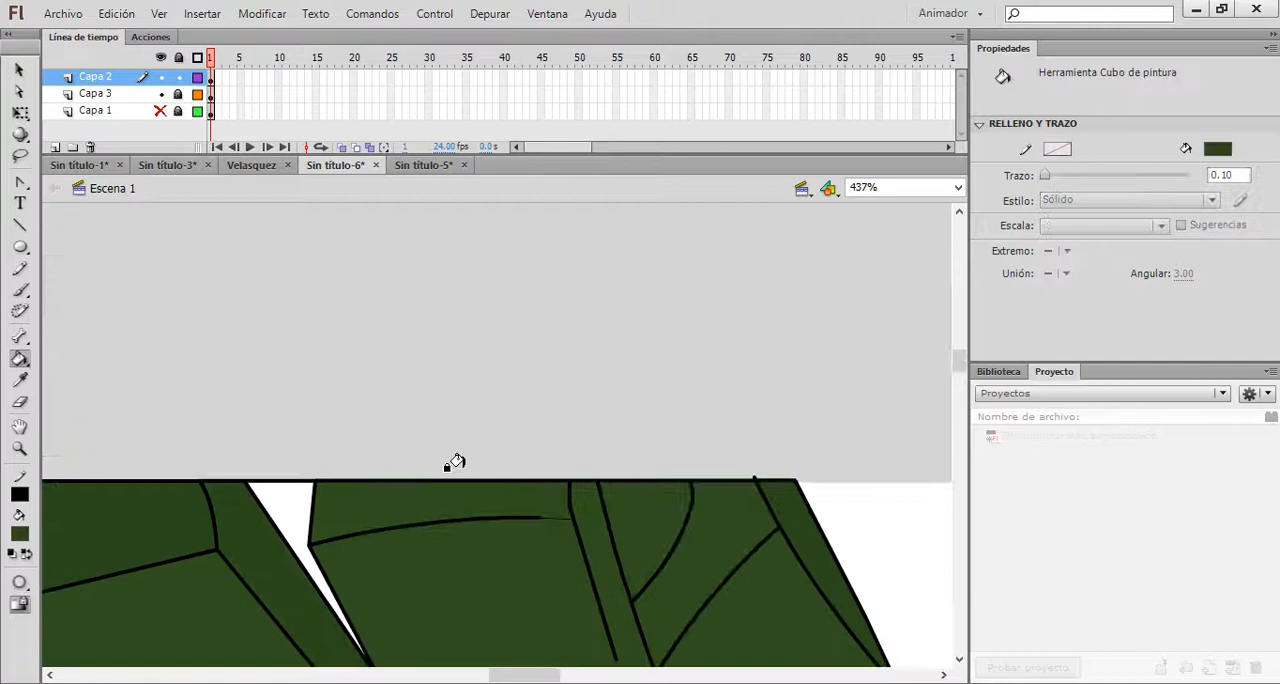 Fl Archivo Edición Ver Insertar Modificar Texto Comandos Control Depurar Ventana Ayuda Animador
Línea de tiempo Acciones
1 5 10 15 20 25 30 35 40 45 50 55 60 65 70 75 80 85 90 95 1
Capa 2
Capa 3
Capa 1
1 24.00 fps 0.0 s
Sin título-1* × Sin título-3* × Velasquez × Sin título-6* × Sin título-5* ×
Escena 1 437%
T
Propiedades
Herramienta Cubo de pintura
RELLENO Y TRAZO
Trazo: 0.10
Estilo: Sólido
Escala: Sugerencias
Extremo:
Unión: Angular: 3.00
Biblioteca Proyecto
Proyectos
Nombre de archivo:
Probar proyecto